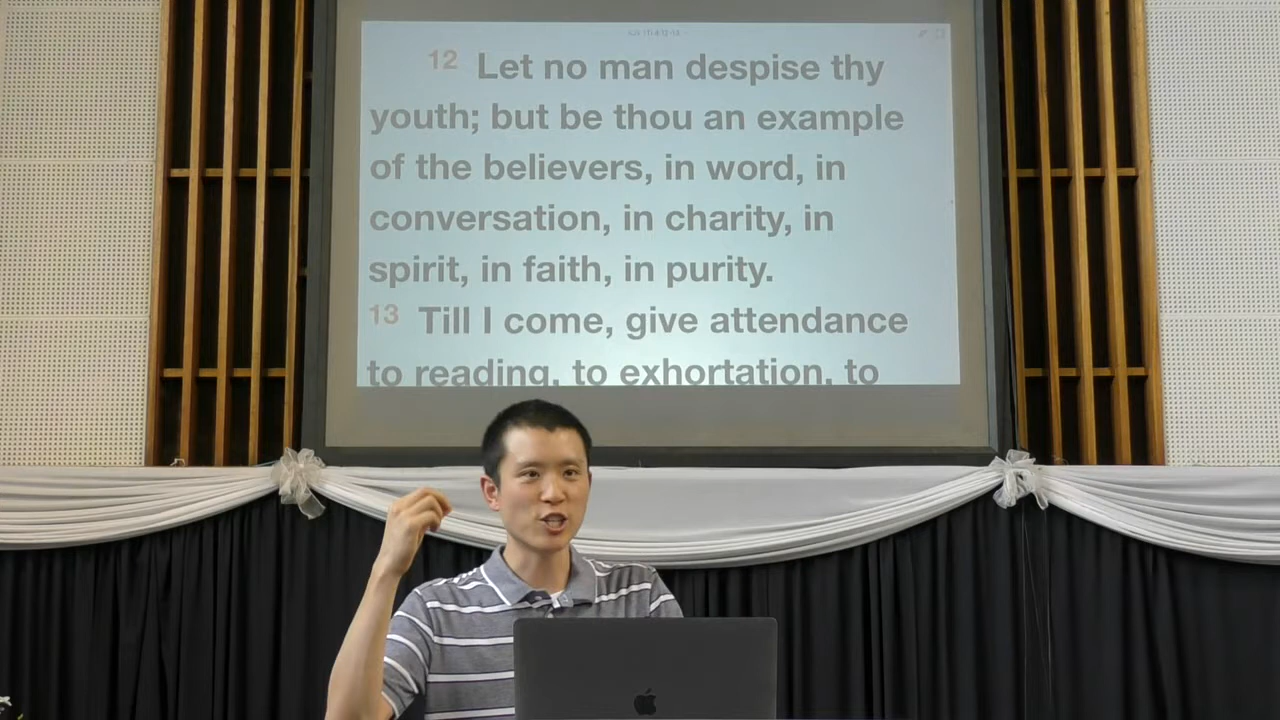 12 Let no man despise thy
youth; but be thou an example
of the believers, in word, in
conversation, in charity, in
spirit, in faith, in purity.
13 Till I come, give attendance
to reading, to exhortation, to